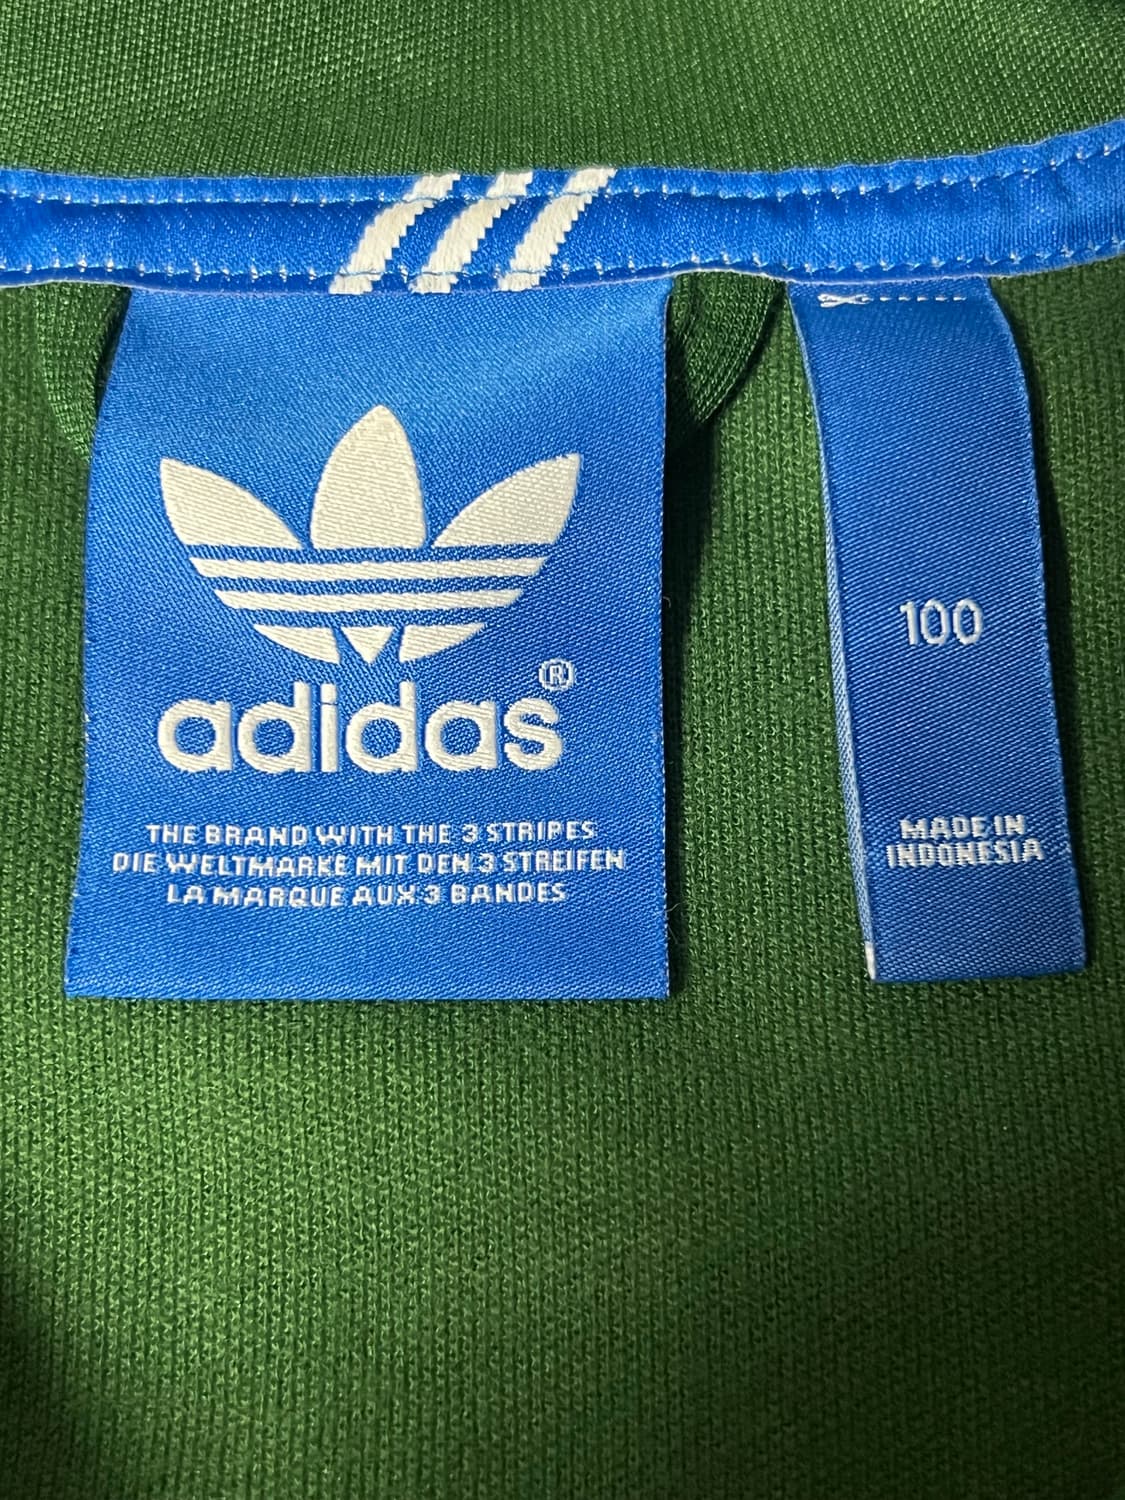 adidas®
THE BRAND WITH THE 3 STRIPES
DIE WELTMARKE MIT DEN 3 STREIFEN
LA MARQUE AUX 3 BANDES
100
MADE IN
INDONESIA